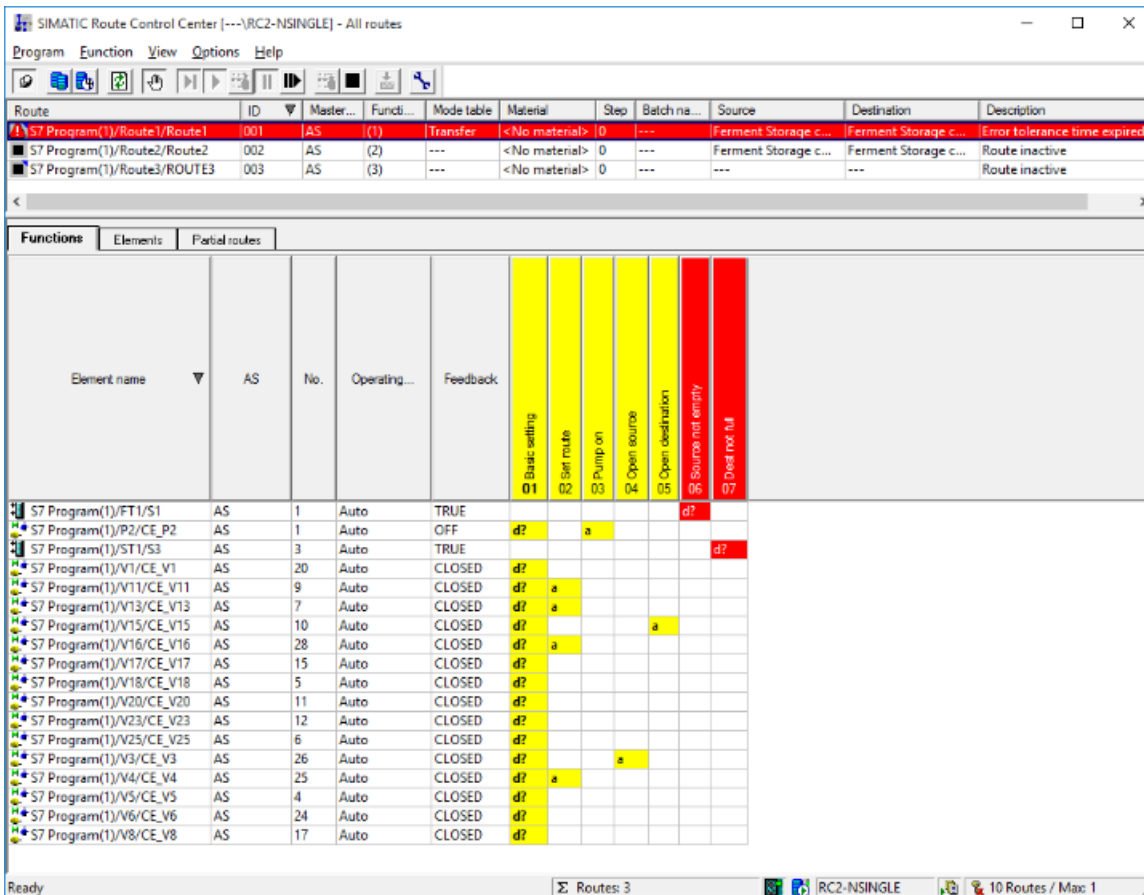 SIMATIC Route Control Center [---\RC2-NSINGLE] - All routes
Program Function View Options Help
Route ID Master... Functi... Mode table Material Step Batch na... Source Destination Description
S7 Program(1)/Route1/Route1 001 AS (1) Transfer <No material> 0 --- Ferment Storage c... Ferment Storage c... Error tolerance time expired
S7 Program(1)/Route2/Route2 002 AS (2) --- <No material> 0 --- Ferment Storage c... Ferment Storage c... Route inactive
S7 Program(1)/Route3/ROUTE3 003 AS (3) --- <No material> 0 --- --- --- Route inactive
Functions Elements Partial routes
Element name AS No. Operating... Feedback Basic setting Set route Pump on Open source Open destination Source not empty Dest not full
01 02 03 04 05 06 07
S7 Program(1)/FT1/S1 AS 1 Auto TRUE d?
S7 Program(1)/P2/CE_P2 AS 1 Auto OFF d? a
S7 Program(1)/ST1/S3 AS 3 Auto TRUE d?
S7 Program(1)/V1/CE_V1 AS 20 Auto CLOSED d?
S7 Program(1)/V11/CE_V11 AS 9 Auto CLOSED d? a
S7 Program(1)/V13/CE_V13 AS 7 Auto CLOSED d? a
S7 Program(1)/V15/CE_V15 AS 10 Auto CLOSED d? a
S7 Program(1)/V16/CE_V16 AS 28 Auto CLOSED d? a
S7 Program(1)/V17/CE_V17 AS 15 Auto CLOSED d?
S7 Program(1)/V18/CE_V18 AS 5 Auto CLOSED d?
S7 Program(1)/V20/CE_V20 AS 11 Auto CLOSED d?
S7 Program(1)/V23/CE_V23 AS 12 Auto CLOSED d?
S7 Program(1)/V25/CE_V25 AS 6 Auto CLOSED d?
S7 Program(1)/V3/CE_V3 AS 26 Auto CLOSED d? a
S7 Program(1)/V4/CE_V4 AS 25 Auto CLOSED d? a
S7 Program(1)/V5/CE_V5 AS 4 Auto CLOSED d?
S7 Program(1)/V6/CE_V6 AS 24 Auto CLOSED d?
S7 Program(1)/V8/CE_V8 AS 17 Auto CLOSED d?
Ready Σ Routes: 3 RC2-NSINGLE 10 Routes / Max: 1